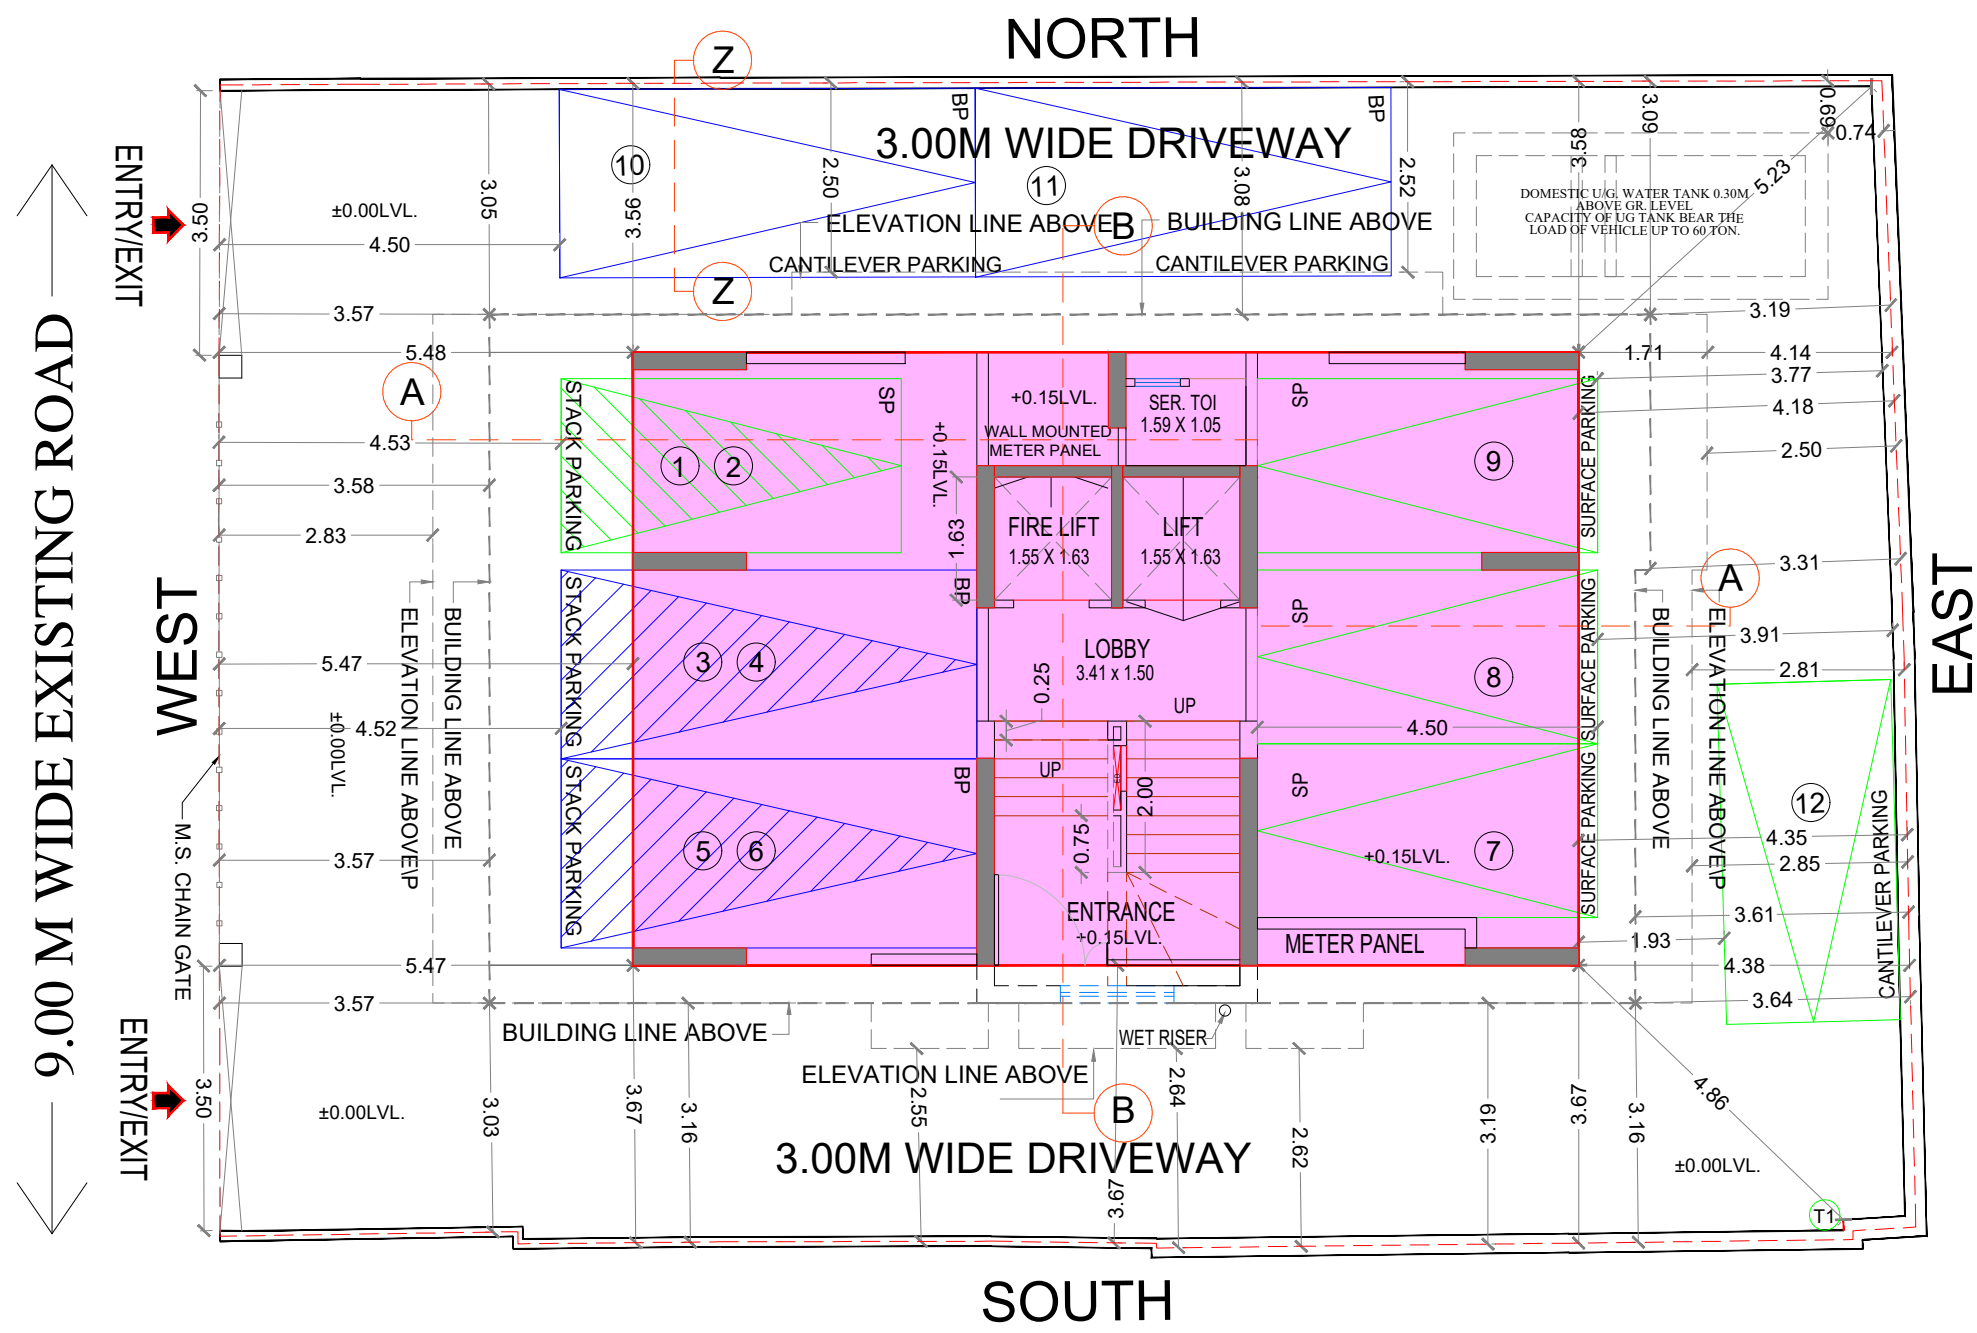 NORTH
Z
BP
BP
3.00M WIDE DRIVEWAY
10
11
2.50
3.08
2.52
3.58
3.09
0.69
0.74
5.23
ENTRY/EXIT
3.50
±0.00LVL.
4.50
3.05
3.56
DOMESTIC U/G. WATER TANK 0.30M
ABOVE GR. LEVEL
CAPACITY OF UG TANK BEAR THE
LOAD OF VEHICLE UP TO 60 TON.
ELEVATION LINE ABOVE
B
BUILDING LINE ABOVE
CANTILEVER PARKING
CANTILEVER PARKING
Z
3.57
3.19
5.48
1.71
4.14
3.77
A
STACK PARKING
SP
+0.15LVL.
+0.15LVL.
SER. TOI
1.59 X 1.05
SP
SURFACE PARKING
4.18
WALL MOUNTED
METER PANEL
4.53
2.50
1
2
9
3.58
1.63
FIRE LIFT
1.55 X 1.63
LIFT
1.55 X 1.63
2.83
3.31
9.00 M WIDE EXISTING ROAD
WEST
EAST
A
ELEVATION LINE ABOVE\P
BUILDING LINE ABOVE
STACK PARKING
BP
SP
SURFACE PARKING
BUILDING LINE ABOVE
ELEVATION LINE ABOVE\P
3.91
LOBBY
3.41 x 1.50
5.47
3
4
8
2.81
0.25
UP
±0.00LVL.
4.52
4.50
UP
2.00
STACK PARKING
BP
SP
SURFACE PARKING
12
CANTILEVER PARKING
M.S. CHAIN GATE
0.75
4.35
3.57
5
6
+0.15LVL.
7
2.85
ENTRANCE
+0.15LVL.
METER PANEL
3.61
1.93
5.47
4.38
3.57
3.64
BUILDING LINE ABOVE
WET RISER
ENTRY/EXIT
3.50
±0.00LVL.
ELEVATION LINE ABOVE
3.03
3.67
3.16
2.55
B
2.64
2.62
3.19
3.67
3.16
4.86
3.00M WIDE DRIVEWAY
±0.00LVL.
3.67
T1
SOUTH